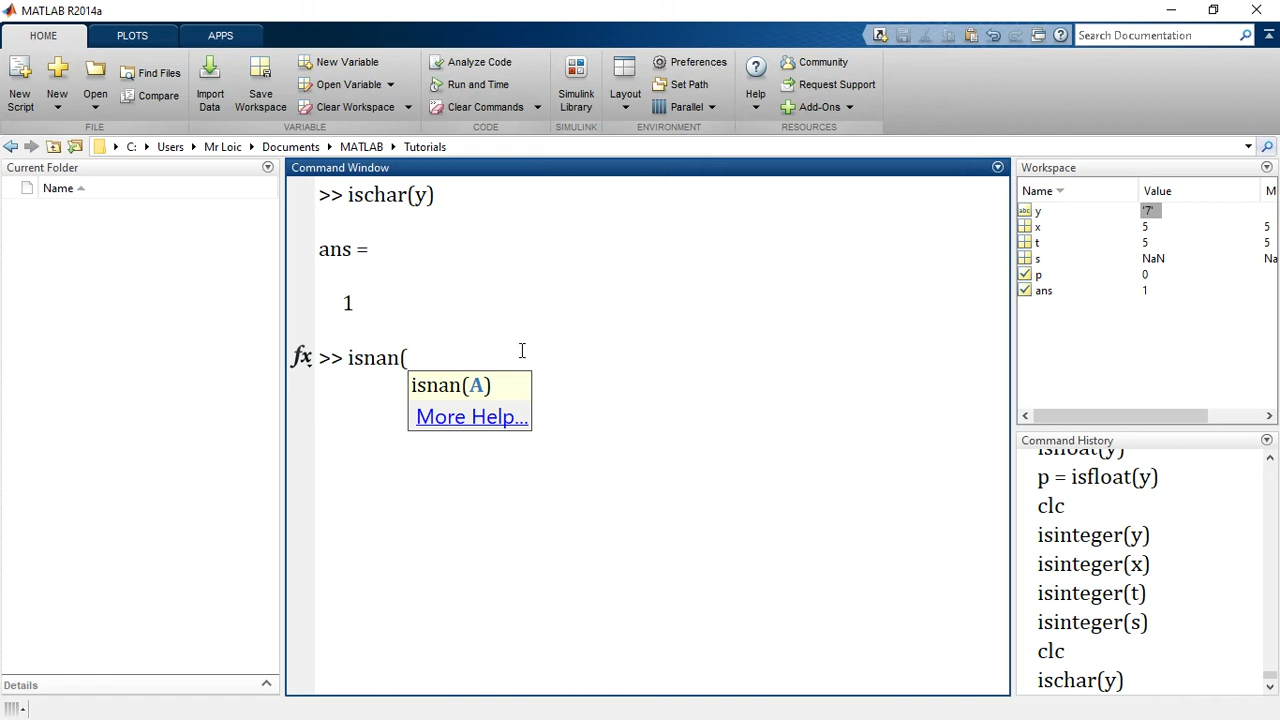 MATLAB R2014a
HOME PLOTS APPS
Search Documentation
New Script
New
Open
Find Files
Compare
FILE
Import Data
Save Workspace
New Variable
Open Variable
Clear Workspace
VARIABLE
Analyze Code
Run and Time
Clear Commands
CODE
Simulink Library
SIMULINK
Layout
Preferences
Set Path
Parallel
ENVIRONMENT
Help
Community
Request Support
Add-Ons
RESOURCES
C: Users Mr Loic Documents MATLAB Tutorials
Current Folder
Name
Details
Command Window
>> ischar(y)
ans =
1
fx >> isnan(
isnan(A)
More Help...
Workspace
Name Value M
abc y '7'
x 5 5
t 5 5
s NaN Na
p 0
ans 1
Command History
isfloat(y)
p = isfloat(y)
clc
isinteger(y)
isinteger(x)
isinteger(t)
isinteger(s)
clc
ischar(y)